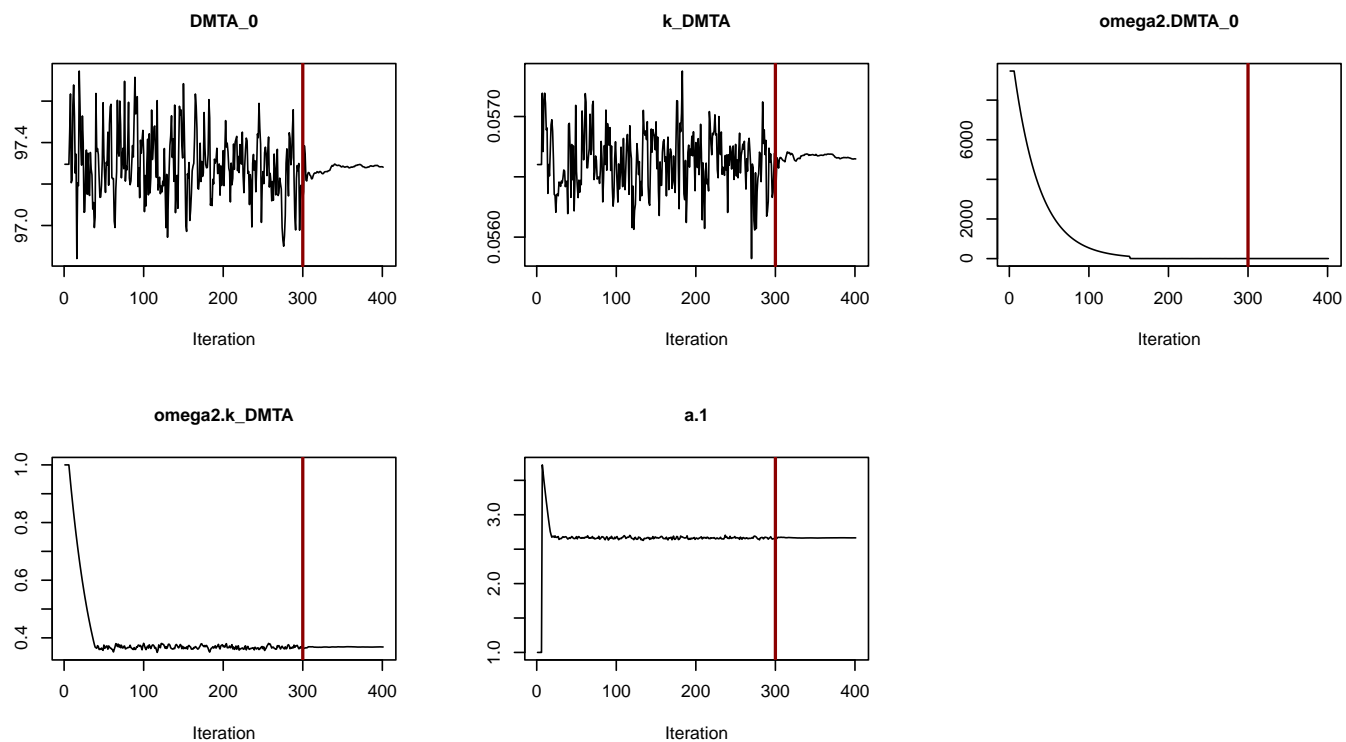 DMTA_0
k_DMTA
omega2.DMTA_0
97.0 97.4
0 100 200 300 400
Iteration
0.0560 0.0570
0 100 200 300 400
Iteration
0 2000 6000
0 100 200 300 400
Iteration
omega2.k_DMTA
a.1
0.4 0.6 0.8 1.0
0 100 200 300 400
Iteration
1.0 2.0 3.0
0 100 200 300 400
Iteration